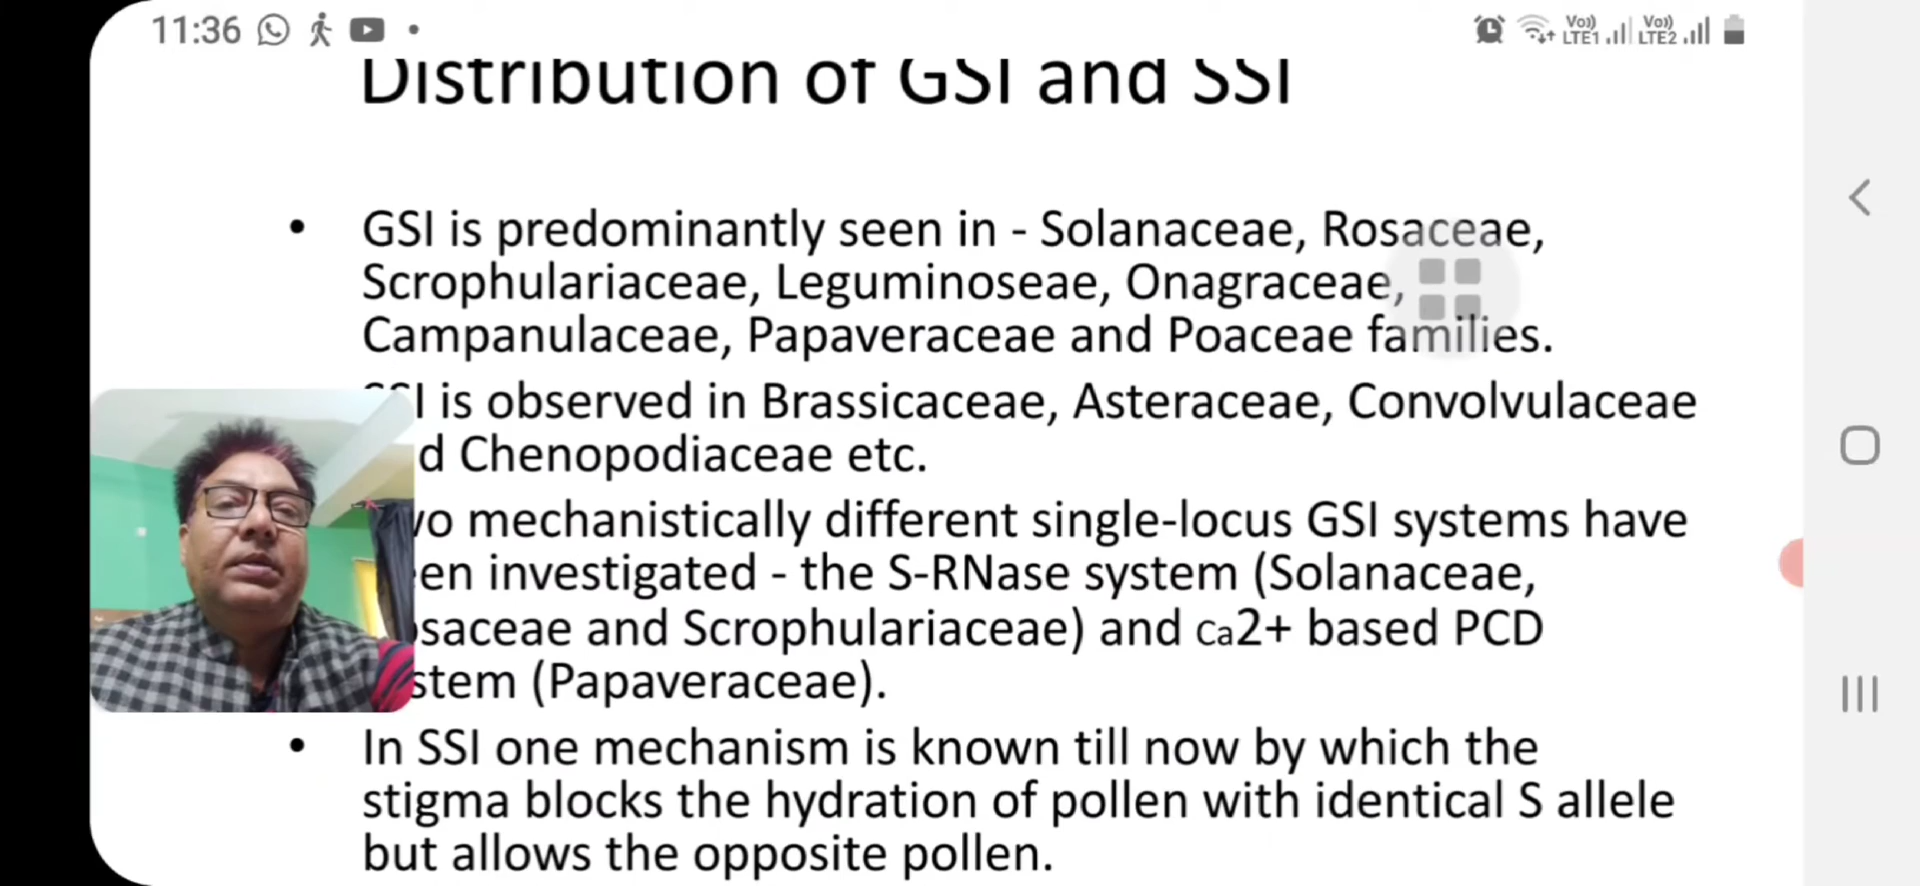 11:36
Vo)) LTE1 Vo)) LTE2
Distribution of GSI and SSI
• GSI is predominantly seen in - Solanaceae, Rosaceae,
Scrophulariaceae, Leguminoseae, Onagraceae,
Campanulaceae, Papaveraceae and Poaceae families.
SSI is observed in Brassicaceae, Asteraceae, Convolvulaceae
d Chenopodiaceae etc.
wo mechanistically different single-locus GSI systems have
en investigated - the S-RNase system (Solanaceae,
osaceae and Scrophulariaceae) and Ca2+ based PCD
stem (Papaveraceae).
• In SSI one mechanism is known till now by which the
stigma blocks the hydration of pollen with identical S allele
but allows the opposite pollen.